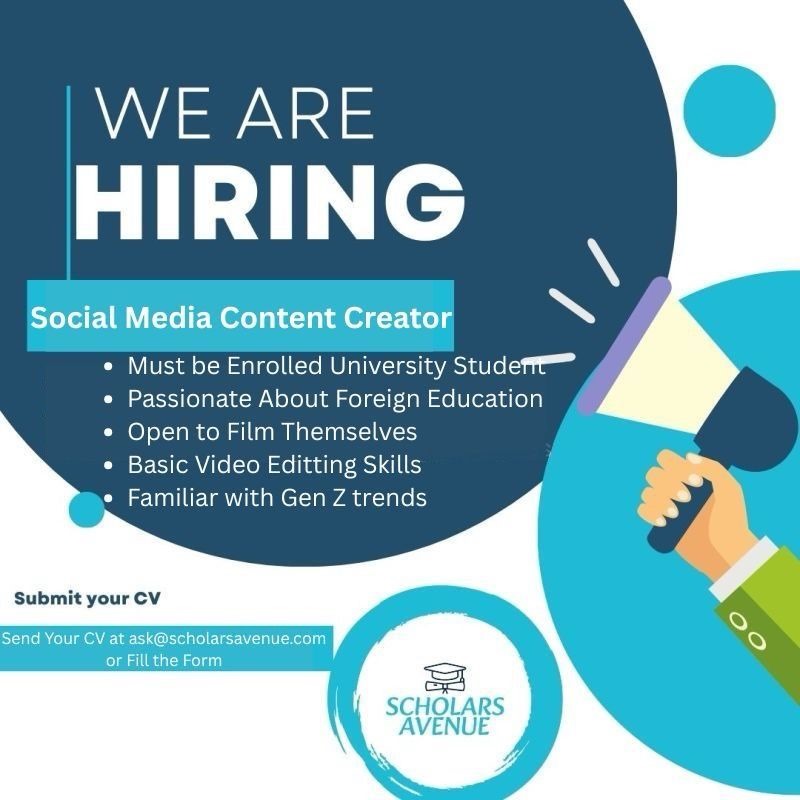 WE ARE
HIRING
Social Media Content Creator
• Must be Enrolled University Student
• Passionate About Foreign Education
• Open to Film Themselves
• Basic Video Editting Skills
• Familiar with Gen Z trends
Submit your CV
Send Your CV at ask@scholarsavenue.com
or Fill the Form
SCHOLARS
AVENUE